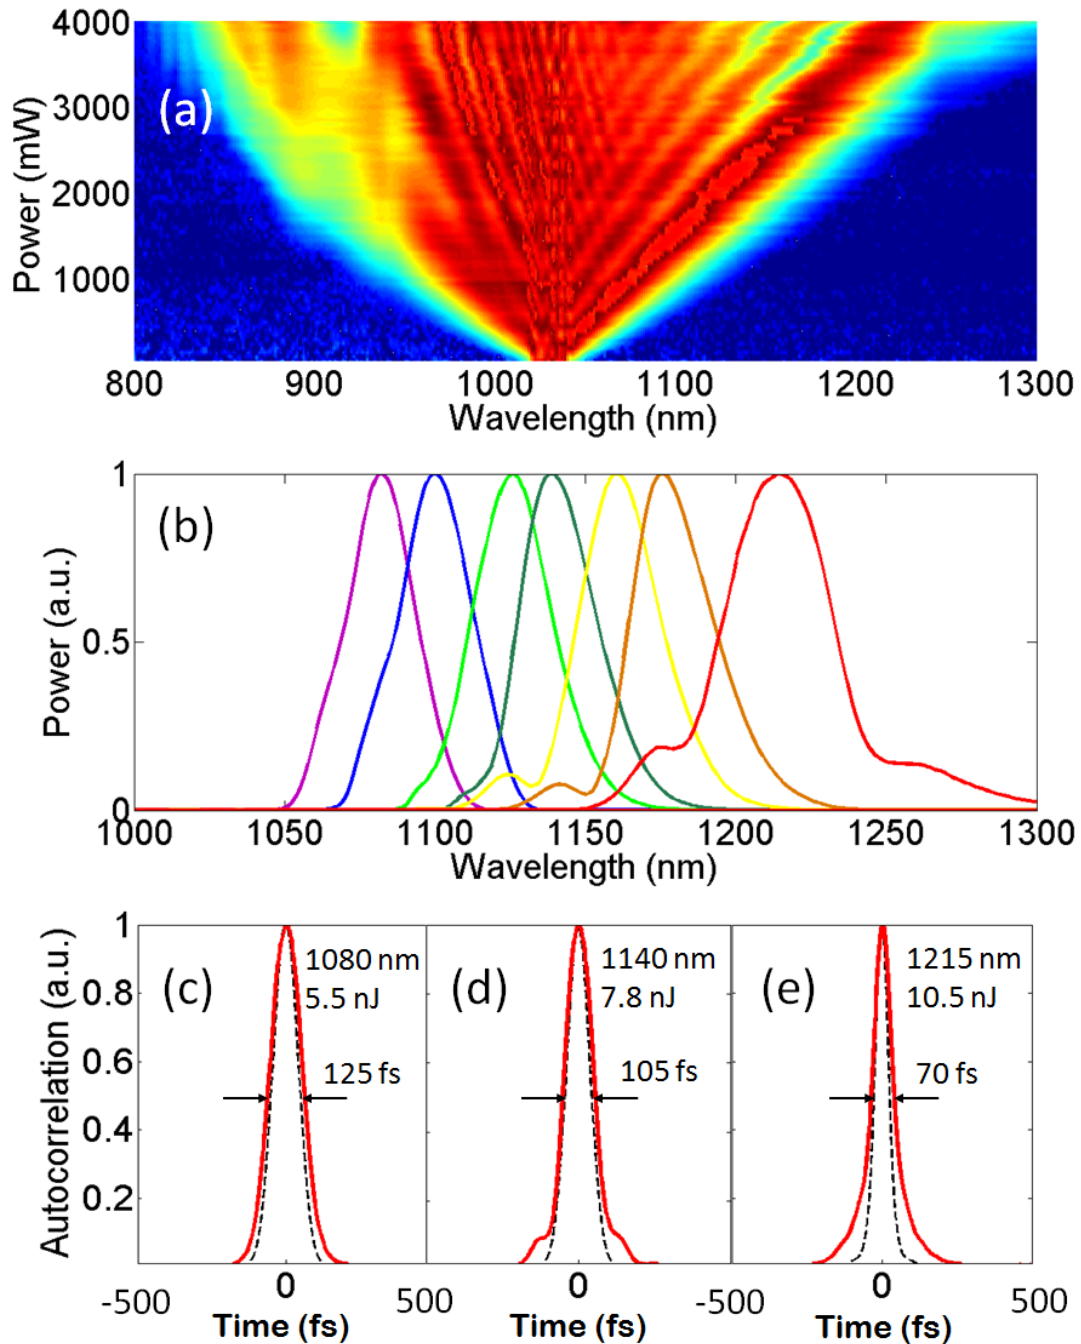 4000
3000
2000
1000
Power (mW)
(a)
800 900 1000 1100 1200 1300
Wavelength (nm)
1
0.5
0
Power (a.u.)
(b)
1000 1050 1100 1150 1200 1250 1300
Wavelength (nm)
1
0.8
0.6
0.4
0.2
Autocorrelation (a.u.)
(c)
1080 nm
5.5 nJ
125 fs
(d)
1140 nm
7.8 nJ
105 fs
(e)
1215 nm
10.5 nJ
70 fs
-500 0 500 0 -500 0 500
Time (fs) Time (fs) Time (fs)